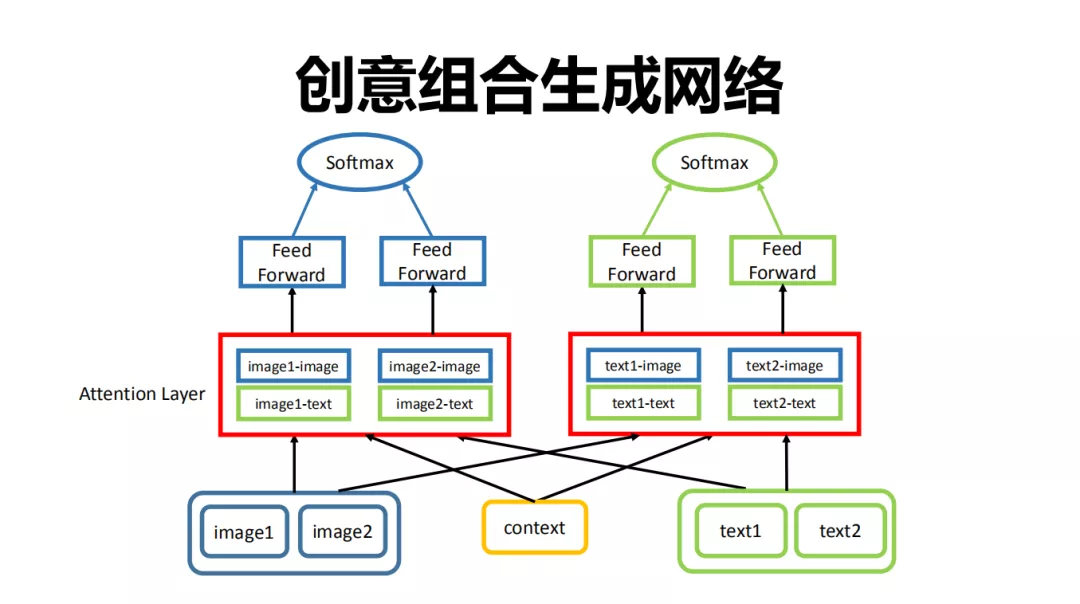 创意组合生成网络
Softmax
Softmax
Feed
Forward
Feed
Forward
Feed
Forward
Feed
Forward
Attention Layer
image1-image
image2-image
image1-text
image2-text
text1-image
text2-image
text1-text
text2-text
image1
image2
context
text1
text2